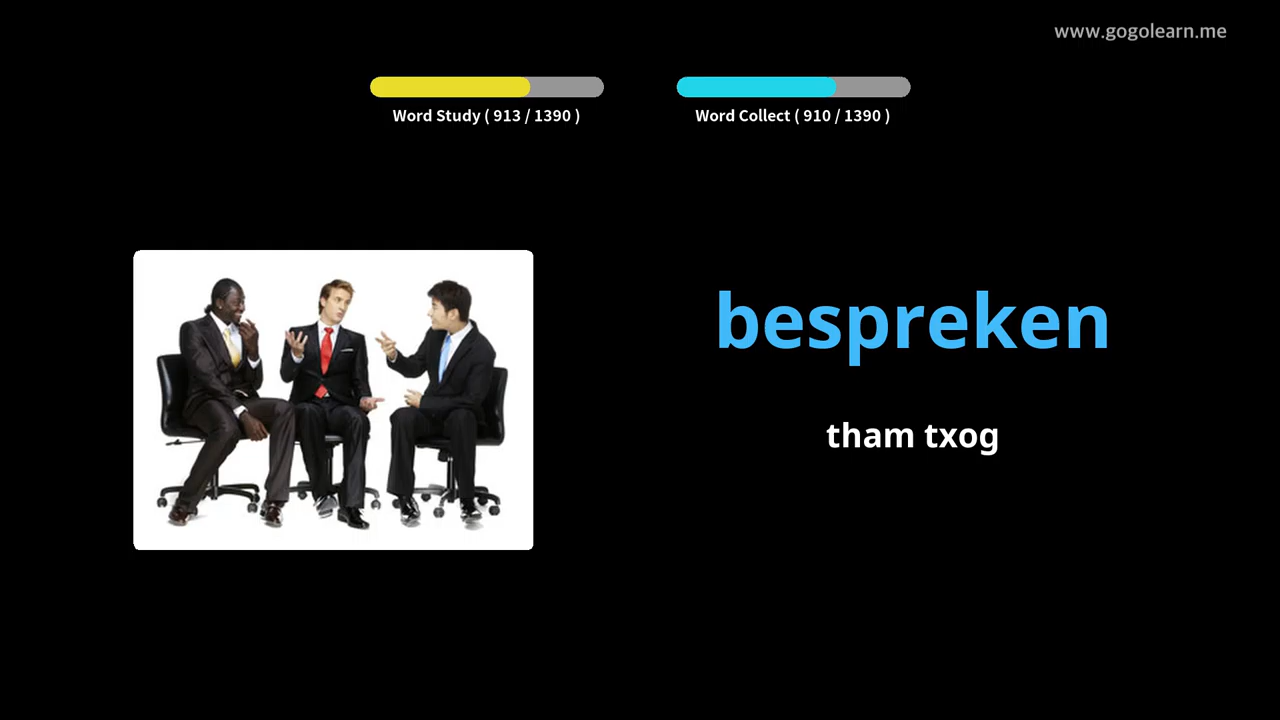 www.gogolearn.me
Word Study ( 913 / 1390 )
Word Collect ( 910 / 1390 )
bespreken
tham txog